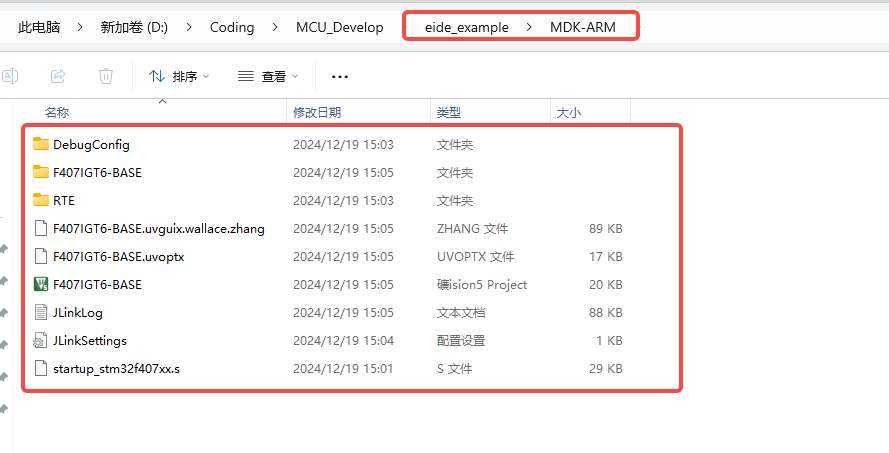 此电脑 > 新加卷 (D:) > Coding > MCU_Develop > eide_example > MDK-ARM
排序 查看 ...
名称 修改日期 类型 大小
DebugConfig 2024/12/19 15:03 文件夹
F407IGT6-BASE 2024/12/19 15:05 文件夹
RTE 2024/12/19 15:03 文件夹
F407IGT6-BASE.uvguix.wallace.zhang 2024/12/19 15:05 ZHANG 文件 89 KB
F407IGT6-BASE.uvoptx 2024/12/19 15:05 UVOPTX 文件 17 KB
F407IGT6-BASE 2024/12/19 15:05 礦ision5 Project 20 KB
JLinkLog 2024/12/19 15:05 文本文档 88 KB
JLinkSettings 2024/12/19 15:04 配置设置 1 KB
startup_stm32f407xx.s 2024/12/19 15:01 S 文件 29 KB